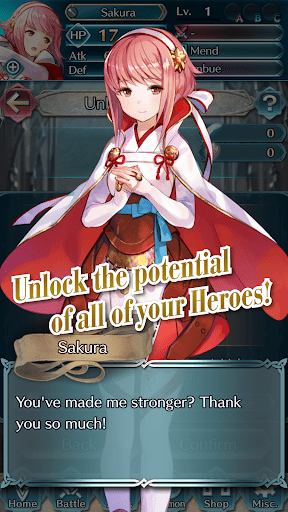 Sakura
Lv. 1
A B C
HP 17
Mend
Atk
Imbue
Def
0
0
Unlock the potential
of all of your Heroes!
Sakura
You've made me stronger? Thank
you so much!
Back
Confirm
Home
Battle
Shop
Misc.